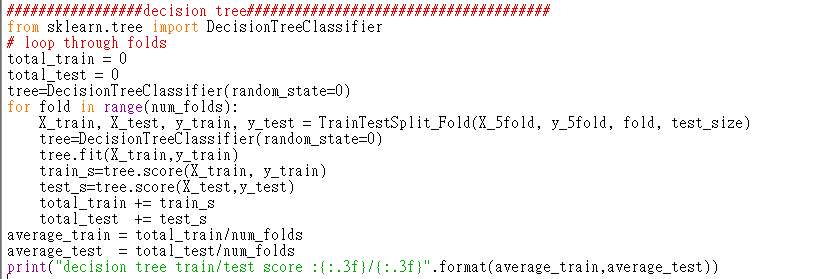 #################decision tree######################################
from sklearn.tree import DecisionTreeClassifier
# loop through folds
total_train = 0
total_test = 0
tree=DecisionTreeClassifier(random_state=0)
for fold in range(num_folds):
    X_train, X_test, y_train, y_test = TrainTestSplit_Fold(X_5fold, y_5fold, fold, test_size)
    tree=DecisionTreeClassifier(random_state=0)
    tree.fit(X_train,y_train)
    train_s=tree.score(X_train, y_train)
    test_s=tree.score(X_test,y_test)
    total_train += train_s
    total_test  += test_s
average_train = total_train/num_folds
average_test  = total_test/num_folds
print("decision tree train/test score :{:.3f}/{:.3f}".format(average_train,average_test))